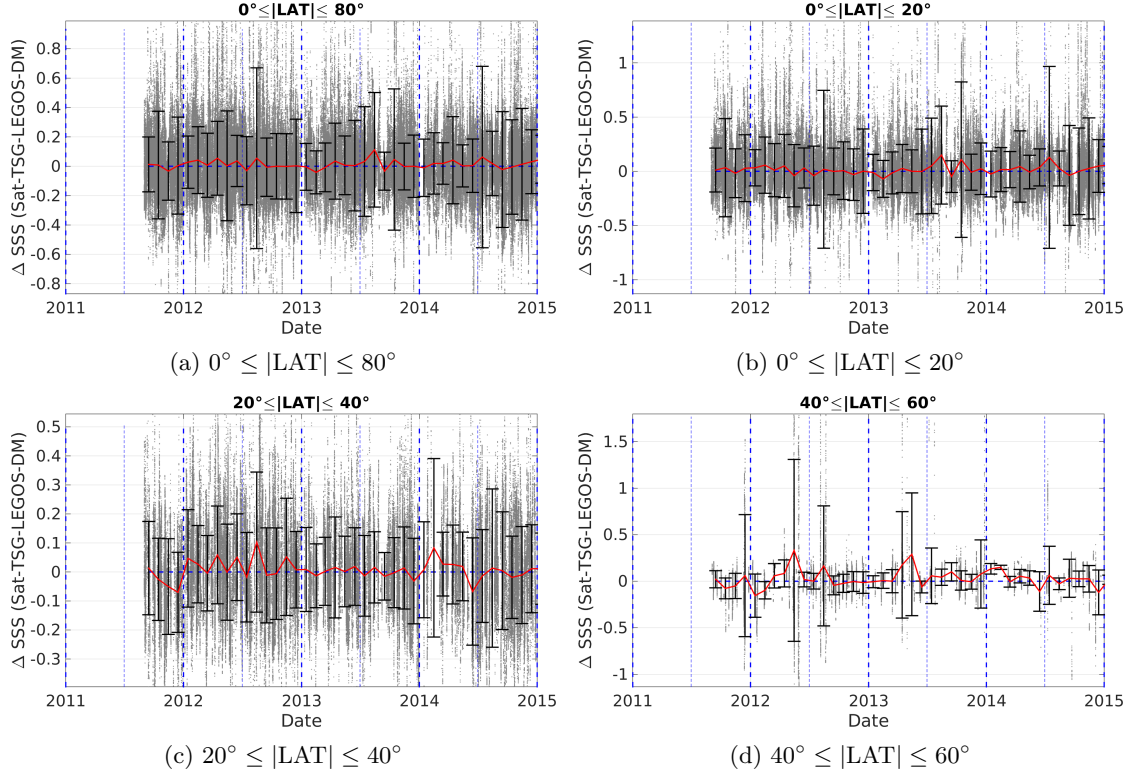 0°≤|LAT|≤ 80°
Δ SSS (Sat-TSG-LEGOS-DM)
0.8
0.6
0.4
0.2
0
-0.2
-0.4
-0.6
-0.8
2011 2012 2013 2014 2015
Date
(a) 0° ≤ |LAT| ≤ 80°
0°≤|LAT|≤ 20°
Δ SSS (Sat-TSG-LEGOS-DM)
1
0.5
0
-0.5
-1
2011 2012 2013 2014 2015
Date
(b) 0° ≤ |LAT| ≤ 20°
20°≤|LAT|≤ 40°
Δ SSS (Sat-TSG-LEGOS-DM)
0.5
0.4
0.3
0.2
0.1
0
-0.1
-0.2
-0.3
2011 2012 2013 2014 2015
Date
(c) 20° ≤ |LAT| ≤ 40°
40°≤|LAT|≤ 60°
Δ SSS (Sat-TSG-LEGOS-DM)
1.5
1
0.5
0
-0.5
-1
2011 2012 2013 2014 2015
Date
(d) 40° ≤ |LAT| ≤ 60°